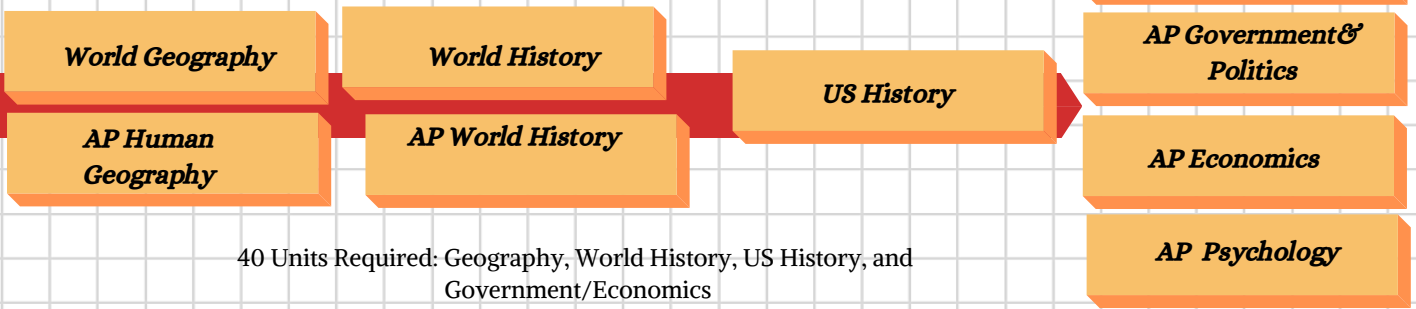 World Geography
AP Human
Geography
World History
AP World History
US History
AP Government&
Politics
AP Economics
AP  Psychology
40 Units Required: Geography, World History, US History, and
Government/Economics